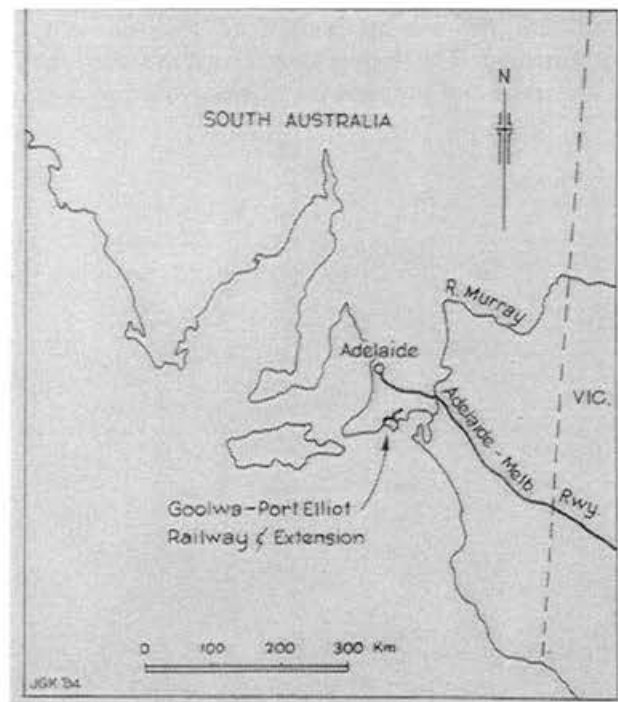 N
SOUTH AUSTRALIA
R. Murray
Adelaide
VIC.
Adelaide - Melb Rwy.
Goolwa-Port Elliot
Railway & Extension
0 100 200 300 Km
JGK '84